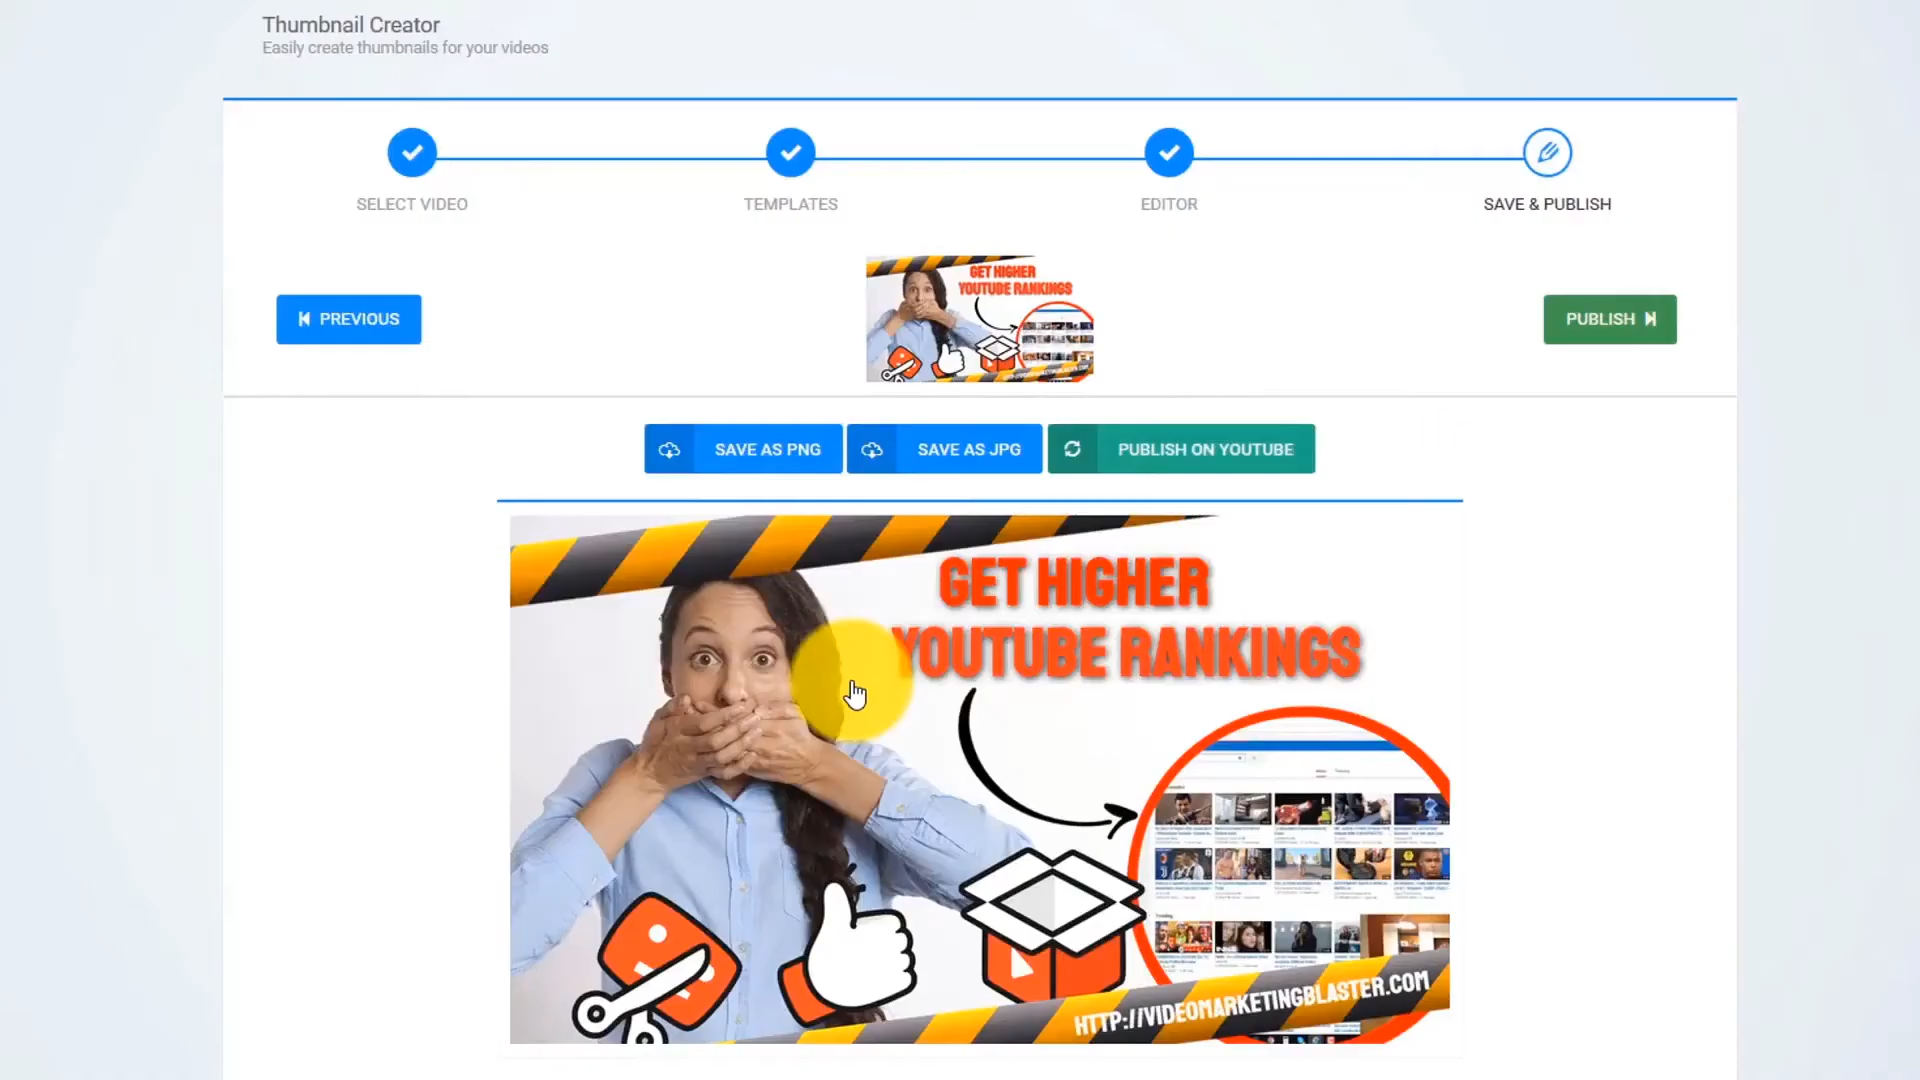 Thumbnail Creator
Easily create thumbnails for your videos
SELECT VIDEO
TEMPLATES
EDITOR
SAVE & PUBLISH
PREVIOUS
GET HIGHER
YOUTUBE RANKINGS
PUBLISH
SAVE AS PNG
SAVE AS JPG
PUBLISH ON YOUTUBE
GET HIGHER
YOUTUBE RANKINGS
HTTP://VIDEOMARKETINGBLASTER.COM